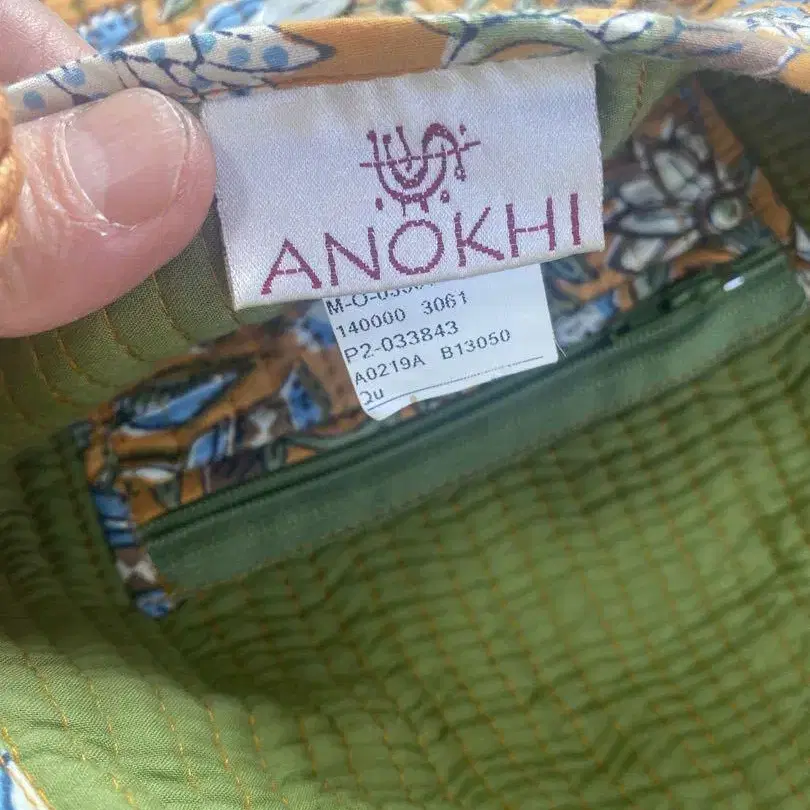 ANOKHI
140000 3061
P2-033843
A0219A B13050